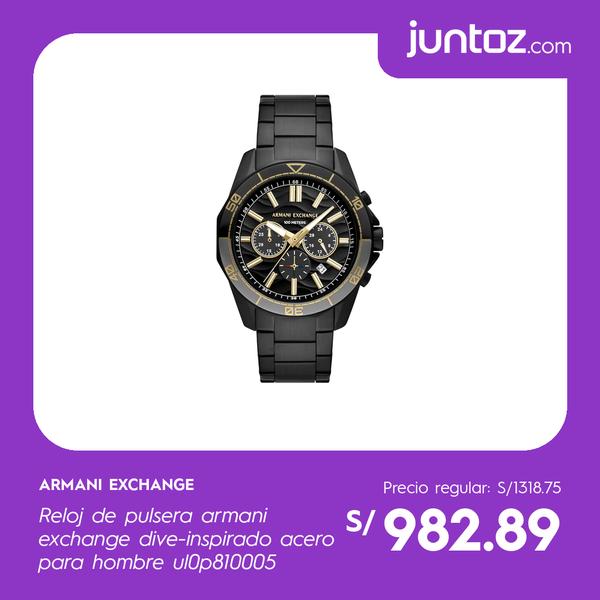 juntoz.com
ARMANI EXCHANGE
100 METERS
ARMANI EXCHANGE
Precio regular: S/1318.75
Reloj de pulsera armani
exchange dive-inspirado acero
para hombre ul0p810005
S/ 982.89